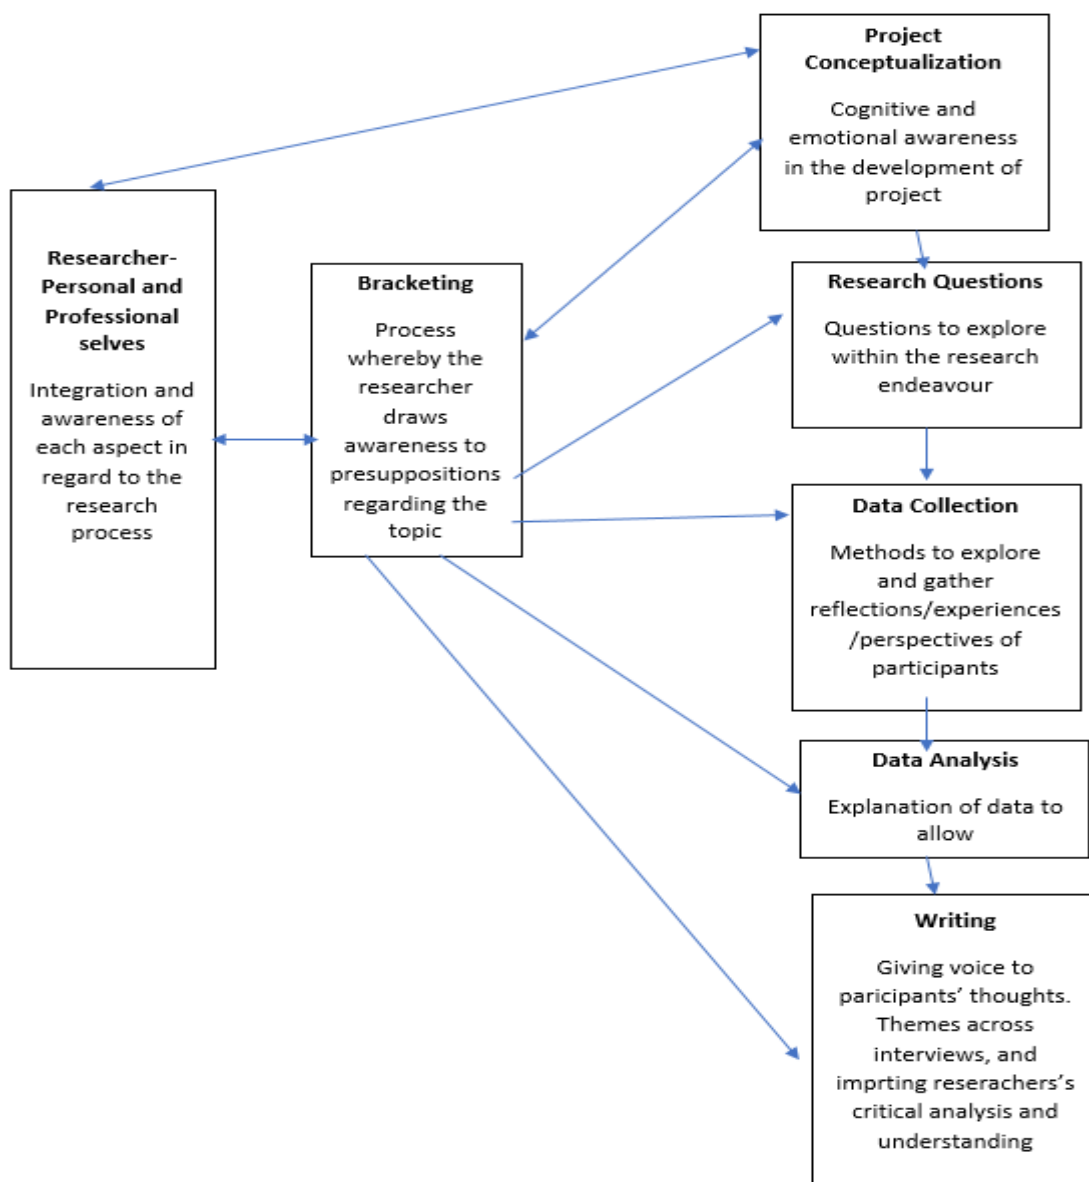 Project
Conceptualization
Cognitive and
emotional awareness
in the development of
project
Researcher-
Personal and
Professional
selves
Integration and
awareness of
each aspect in
regard to the
research
process
Bracketing
Process
whereby the
researcher
draws
awareness to
presuppositions
regarding the
topic
Research Questions
Questions to explore
within the research
endeavour
Data Collection
Methods to explore
and gather
reflections/experiences
/perspectives of
participants
Data Analysis
Explanation of data to
allow
Writing
Giving voice to
paricipants’ thoughts.
Themes across
interviews, and
imprting reserachers’s
critical analysis and
understanding